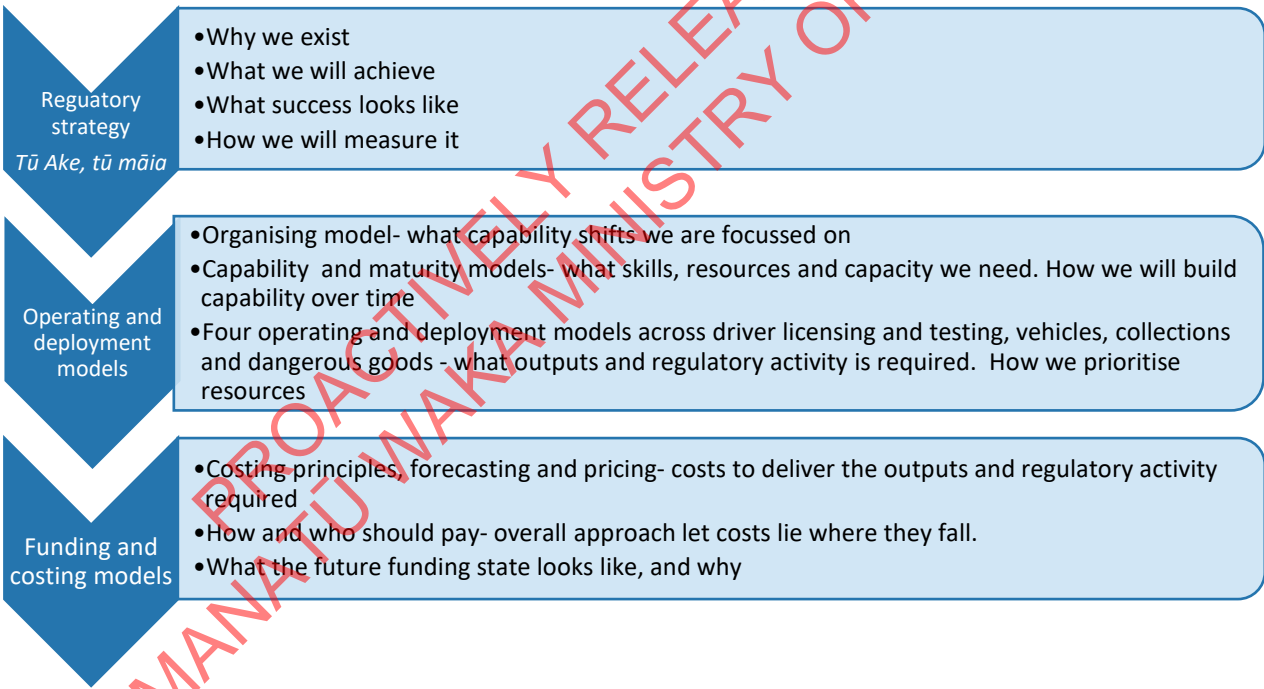 Reguatory
strategy
Tū Ake, tū māia
•Why we exist
•What we will achieve
•What success looks like
•How we will measure it
Operating and
deployment
models
•Organising model- what capability shifts we are focussed on
•Capability and maturity models- what skills, resources and capacity we need. How we will build
capability over time
•Four operating and deployment models across driver licensing and testing, vehicles, collections
and dangerous goods - what outputs and regulatory activity is required. How we prioritise
resources
Funding and
costing models
•Costing principles, forecasting and pricing- costs to deliver the outputs and regulatory activity
required
•How and who should pay- overall approach let costs lie where they fall.
•What the future funding state looks like, and why
PROACTIVELY
MANATŪ WAKA MINISTRY